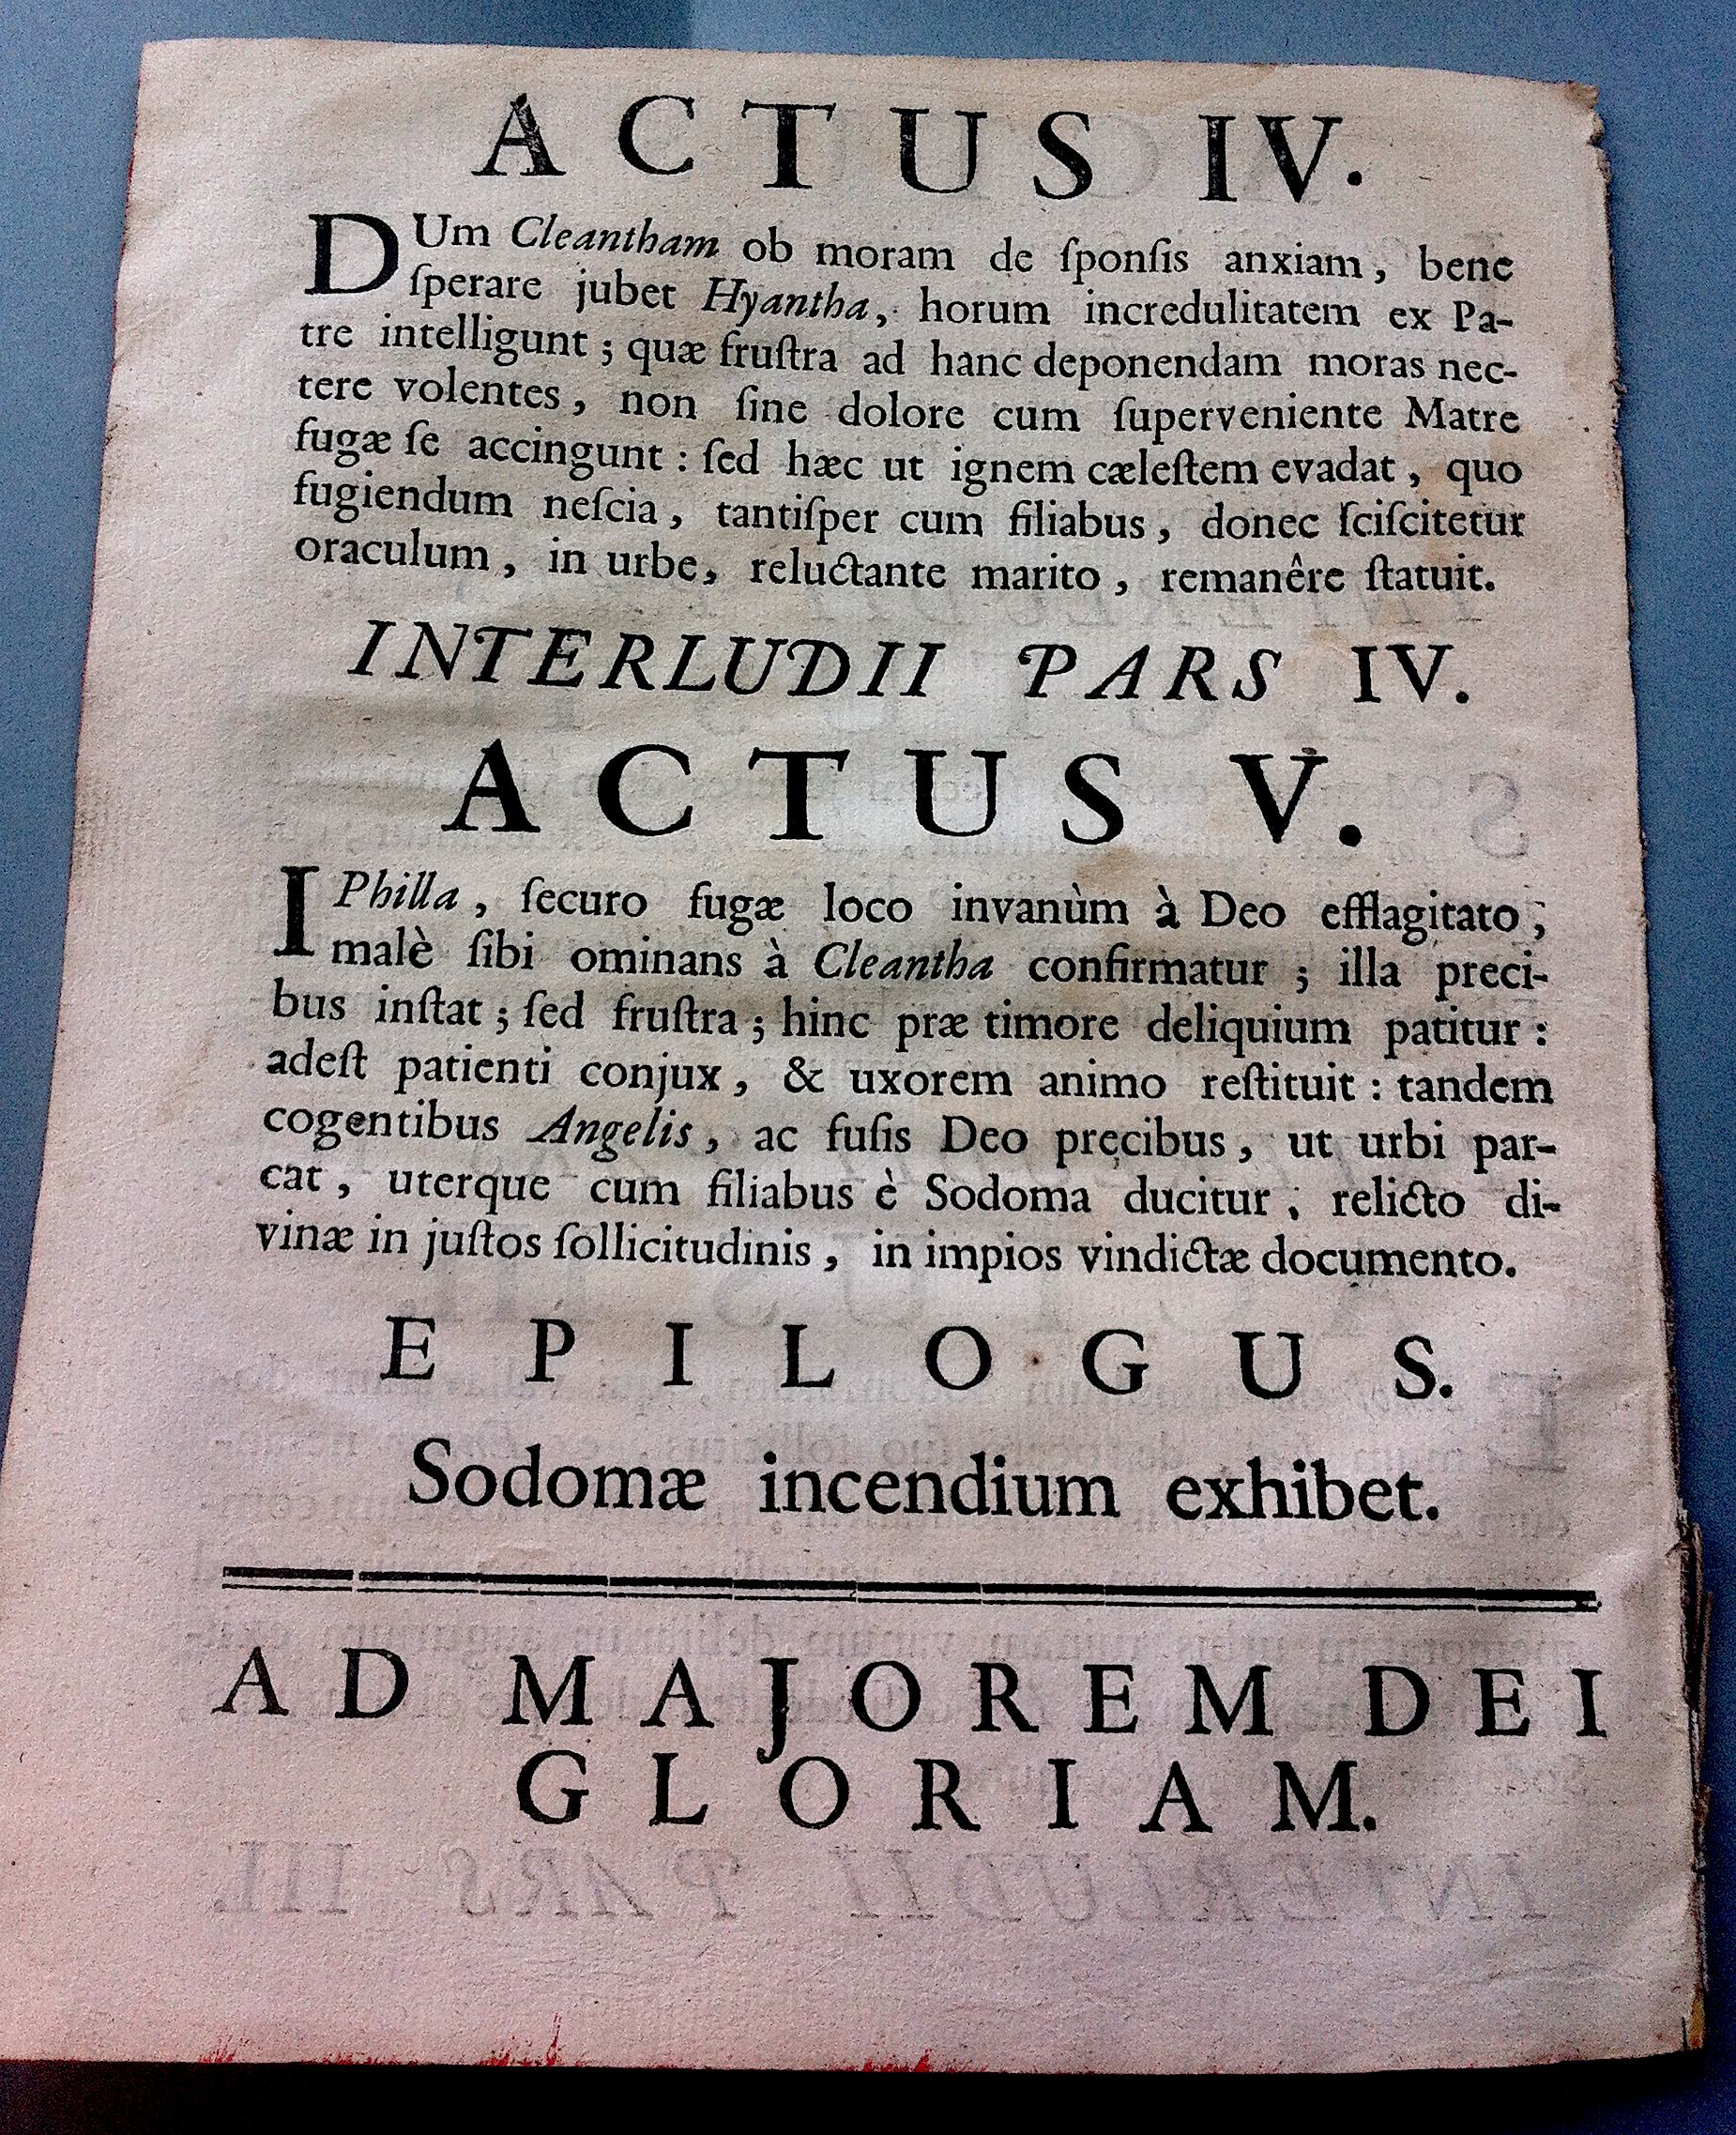 ACTUS IV.
DUm Cleantham ob moram de ſponſis anxiam, bene
ſperare jubet Hyantha, horum incredulitatem ex Pa-
tre intelligunt; quæ fruſtra ad hanc deponendam moras nec-
tere volentes, non ſine dolore cum ſuperveniente Matre
fugæ ſe accingunt: ſed hæc ut ignem cæleſtem evadat, quo
fugiendum neſcia, tantiſper cum filiabus, donec ſciſcitetur
oraculum, in urbe, reluctante marito, remanêre ſtatuit.
INTERLUDII PARS IV.
ACTUS V.
IPhilla, ſecuro fugæ loco invanùm à Deo efflagitato;
malè ſibi ominans à Cleantha confirmatur; illa preci-
bus inſtat; ſed fruſtra; hinc præ timore deliquium patitur:
adeſt patienti conjux, & uxorem animo reſtituit: tandem
cogentibus Angelis, ac fuſis Deo precibus, ut urbi par-
cat, uterque cum filiabus è Sodoma ducitur; relicto di-
vinæ in juſtos ſollicitudinis, in impios vindictæ documento.
EPILOGUS.
Sodomæ incendium exhibet.
AD MAJOREM DEI
GLORIAM.